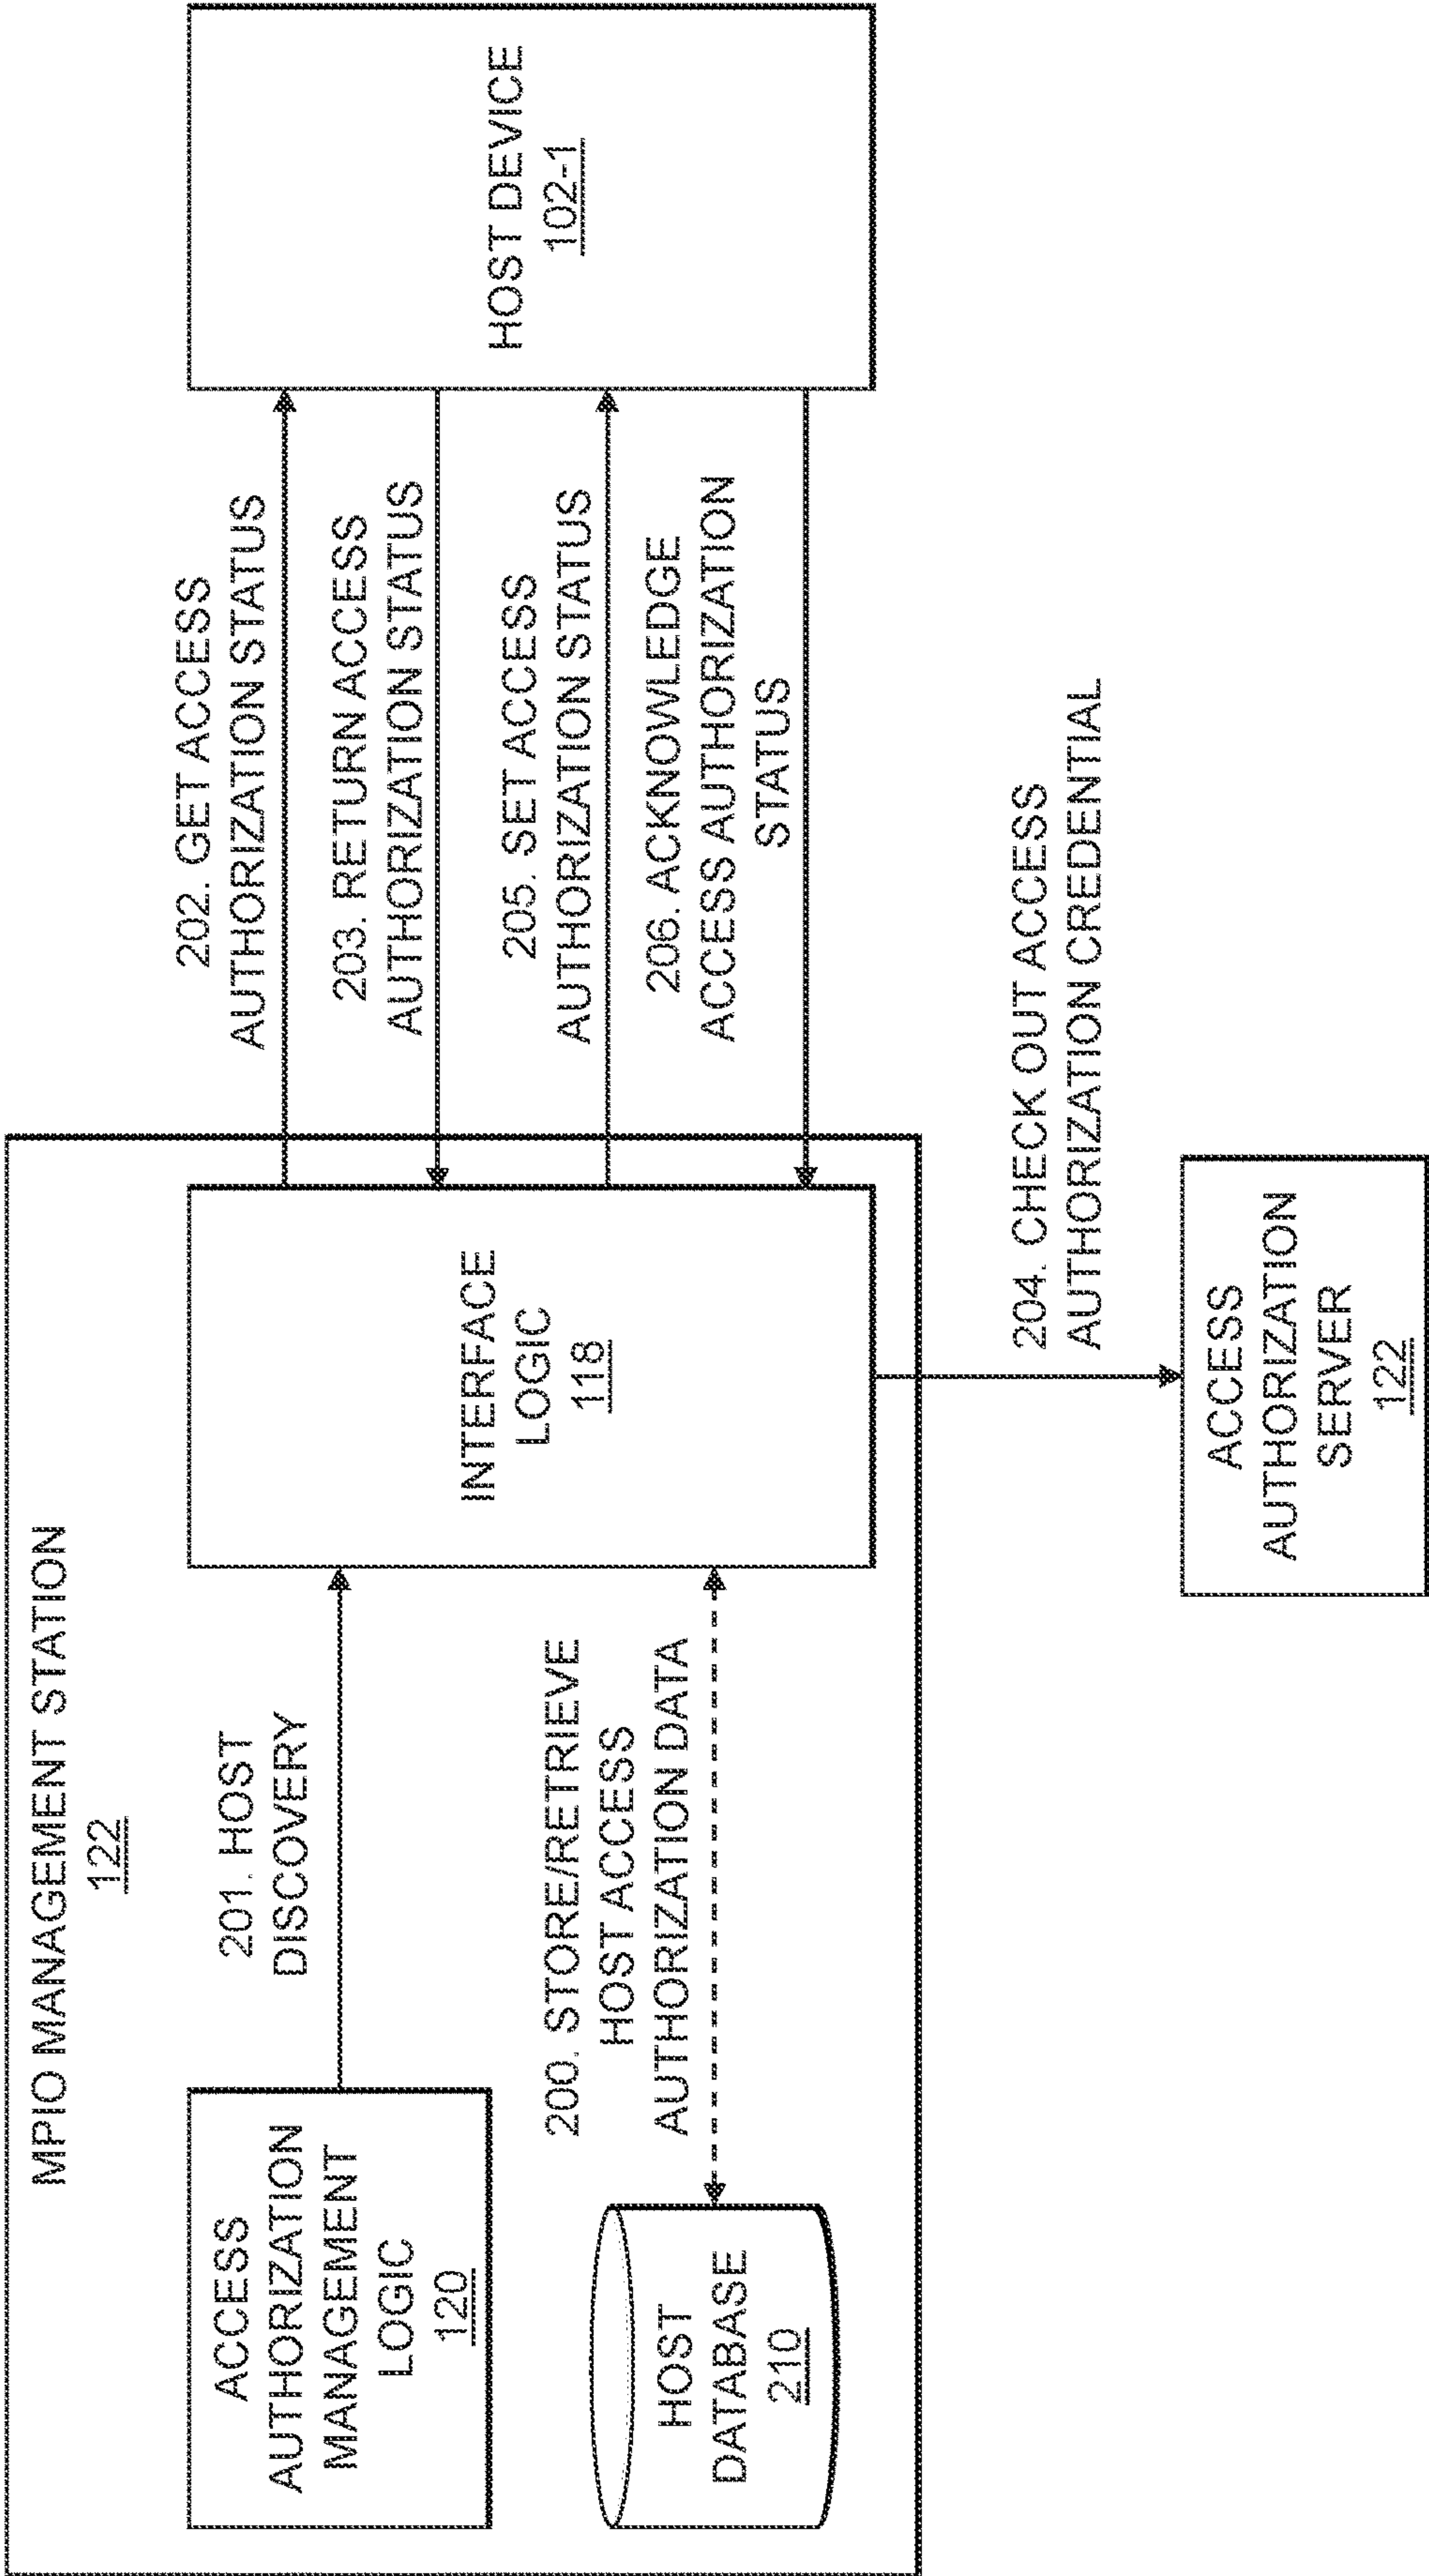 MPIO MANAGEMENT STATION
122
ACCESS
AUTHORIZATION
MANAGEMENT
LOGIC
120
201. HOST
DISCOVERY
INTERFACE
LOGIC
118
HOST
DATABASE
210
200. STORE/RETRIEVE
HOST ACCESS
AUTHORIZATION DATA
202. GET ACCESS
AUTHORIZATION STATUS
203. RETURN ACCESS
AUTHORIZATION STATUS
205. SET ACCESS
AUTHORIZATION STATUS
206. ACKNOWLEDGE
ACCESS AUTHORIZATION
STATUS
HOST DEVICE
102-1
204. CHECK OUT ACCESS
AUTHORIZATION CREDENTIAL
ACCESS
AUTHORIZATION
SERVER
122